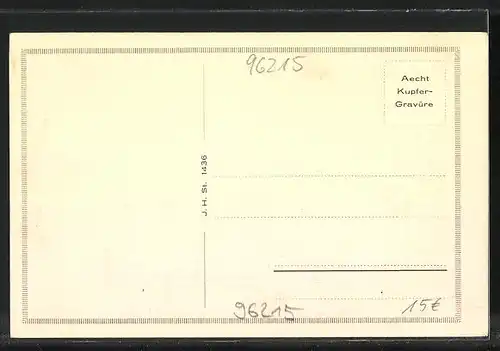 96215
Aecht
Kupfer-
Gravüre
J. H. St. 1436
96215
15€